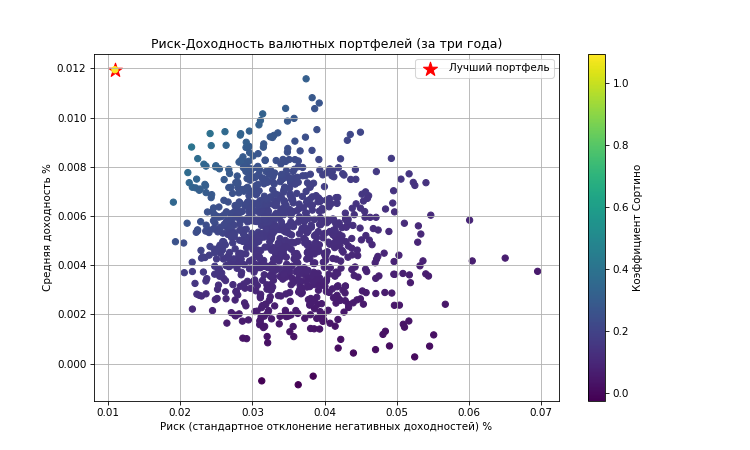 Риск-Доходность валютных портфелей (за три года)
Лучший портфель
0.012
0.010
0.008
0.006
0.004
0.002
0.000
Средняя доходность %
0.01 0.02 0.03 0.04 0.05 0.06 0.07
Риск (стандартное отклонение негативных доходностей) %
1.0
0.8
0.6
0.4
0.2
0.0
Коэффициент Сортино